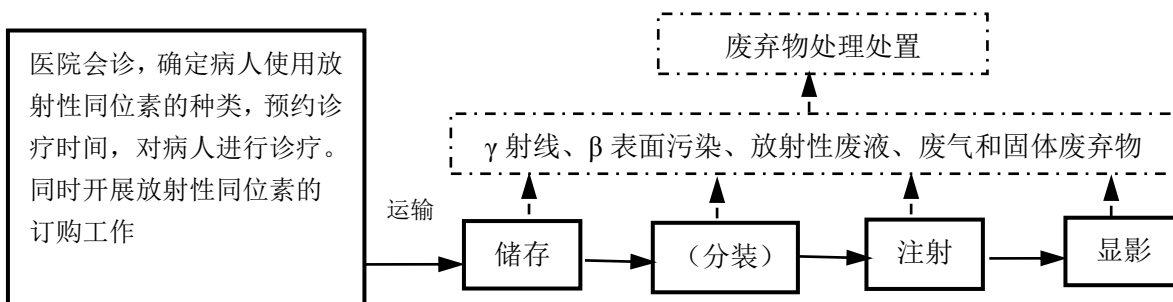 废弃物处理处置
医院会诊，确定病人使用放
射性同位素的种类，预约诊
疗时间，对病人进行诊疗。
同时开展放射性同位素的
订购工作
γ 射线、β 表面污染、放射性废液、废气和固体废弃物
运输
储存
（分装）
注射
显影